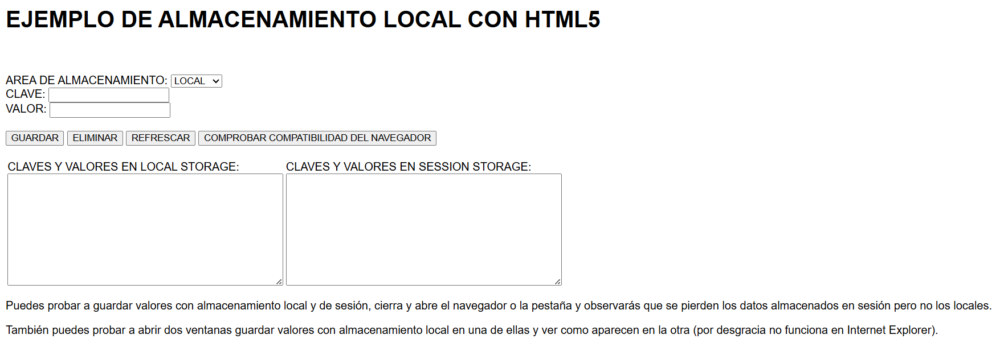 EJEMPLO DE ALMACENAMIENTO LOCAL CON HTML5
AREA DE ALMACENAMIENTO: LOCAL
CLAVE:
VALOR:
GUARDAR ELIMINAR REFRESCAR COMPROBAR COMPATIBILIDAD DEL NAVEGADOR
CLAVES Y VALORES EN LOCAL STORAGE: CLAVES Y VALORES EN SESSION STORAGE:
Puedes probar a guardar valores con almacenamiento local y de sesión, cierra y abre el navegador o la pestaña y observarás que se pierden los datos almacenados en sesión pero no los locales.
También puedes probar a abrir dos ventanas guardar valores con almacenamiento local en una de ellas y ver como aparecen en la otra (por desgracia no funciona en Internet Explorer).